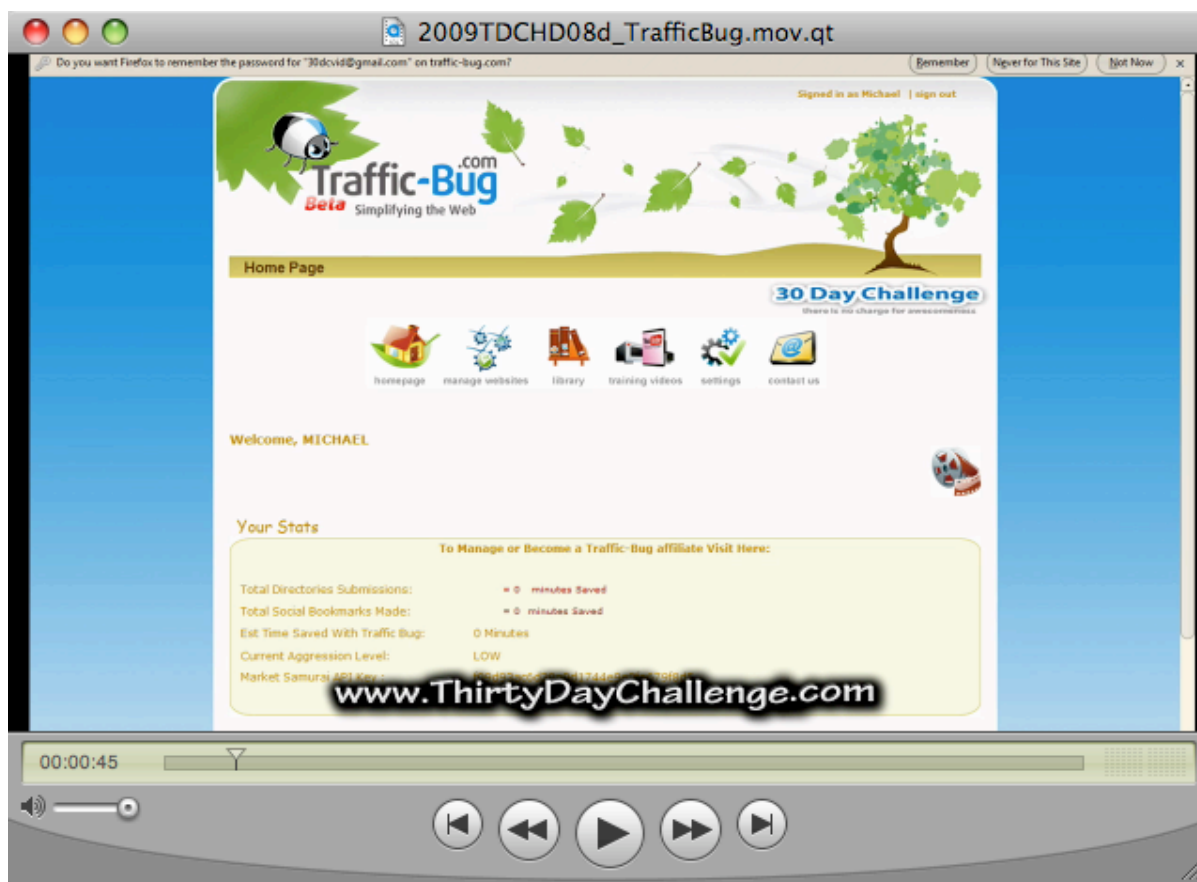 2009TDCHD08d_TrafficBug.mov.qt
Do you want Firefox to remember the password for "30dcvid@gmail.com" on traffic-bug.com?
Remember
Never for This Site
Not Now
x
Signed in as Michael | sign out
Traffic-Bug.com
Beta Simplifying the Web
Home Page
30 Day Challenge
there is no charge for awesomeness
homepage
manage websites
library
training videos
settings
contact us
Welcome, MICHAEL
Your Stats
To Manage or Become a Traffic-Bug affiliate Visit Here:
Total Directories Submissions: = 0 minutes Saved
Total Social Bookmarks Made: = 0 minutes Saved
Est Time Saved With Traffic Bug: 0 Minutes
Current Aggression Level: LOW
Market Samurai API Key :
www.ThirtyDayChallenge.com
00:00:45